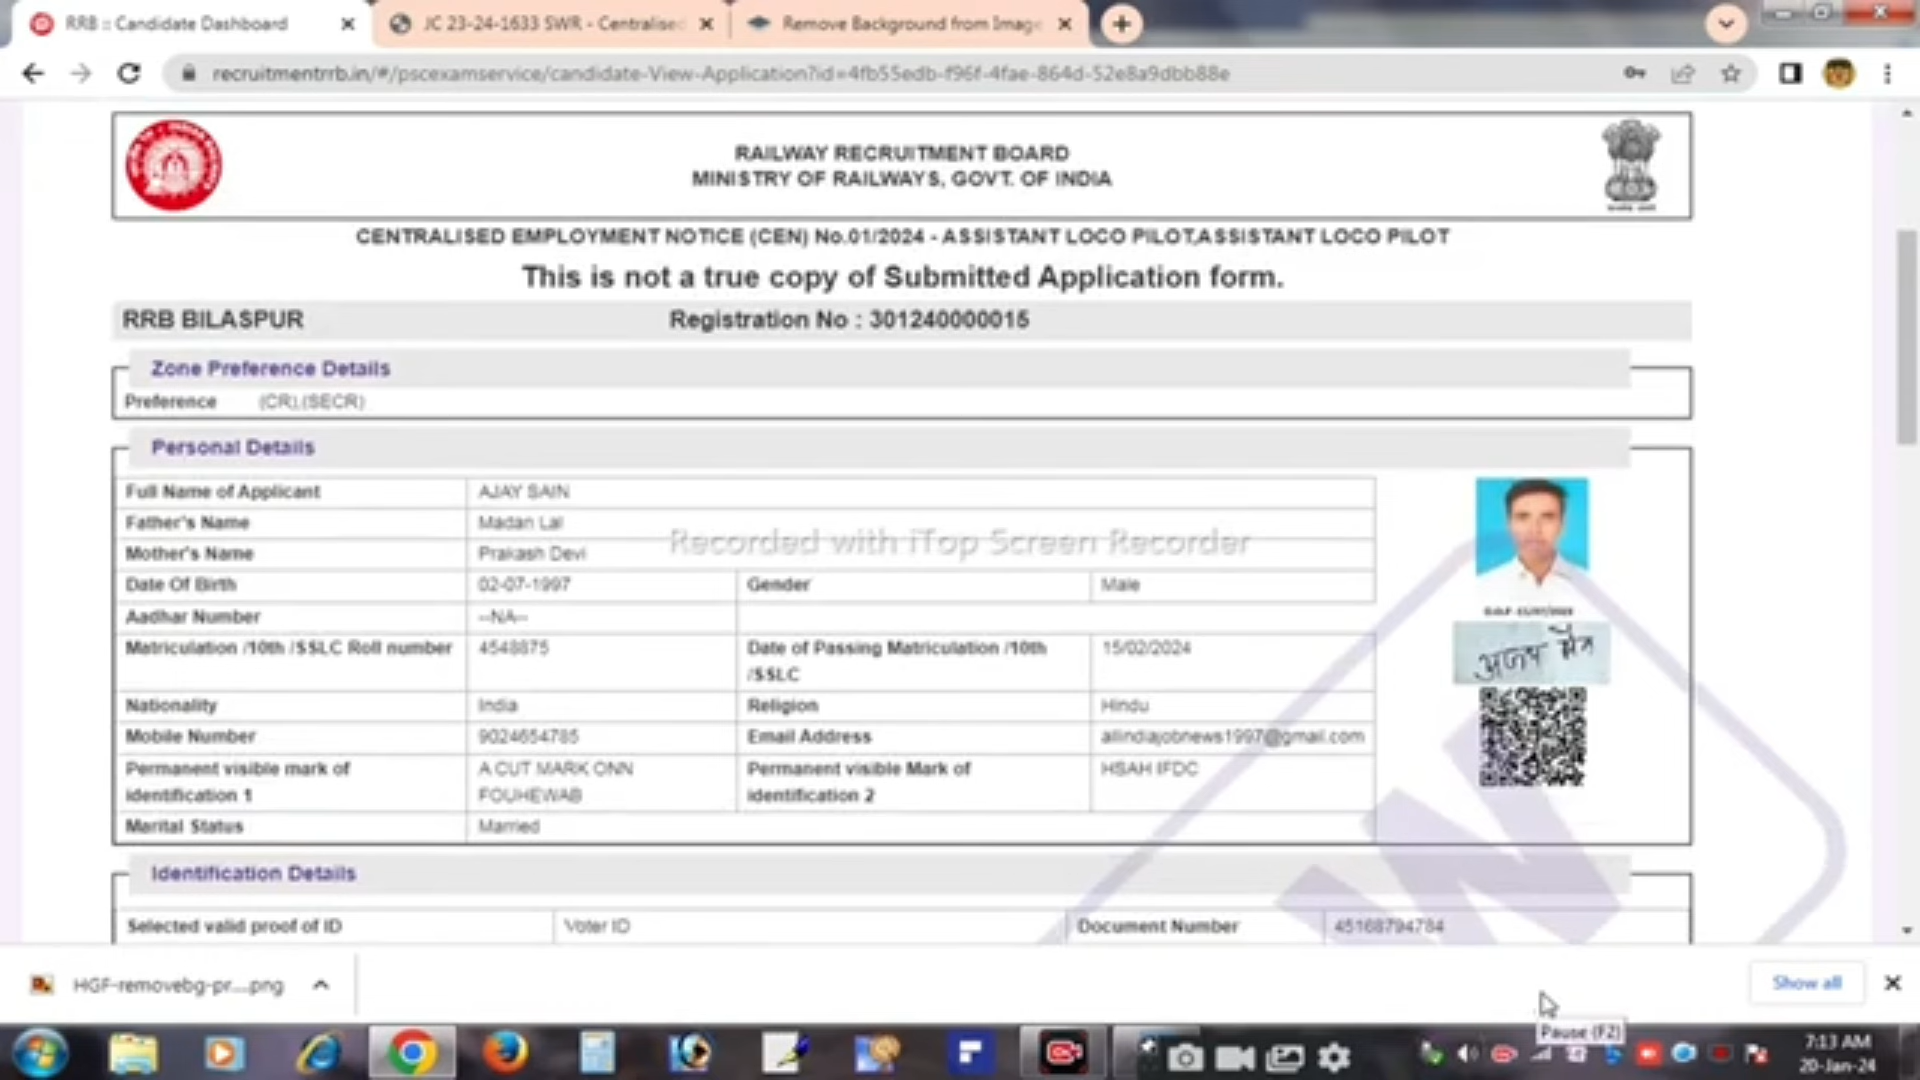 RRB :: Candidate Dashboard
JC 23-24-1633 SWR - Centralised
Remove Background from Image
recruitmentrrb.in/#/pscexamservice/candidate-View-Application?id=4fb55edb-f96f-4fae-864d-52e8a9dbb88e
RAILWAY RECRUITMENT BOARD
MINISTRY OF RAILWAYS, GOVT. OF INDIA
CENTRALISED EMPLOYMENT NOTICE (CEN) No.01/2024 - ASSISTANT LOCO PILOT,ASSISTANT LOCO PILOT
This is not a true copy of Submitted Application form.
RRB BILASPUR Registration No : 301240000015
Zone Preference Details
Preference (CR),(SECR)
Personal Details
Full Name of Applicant AJAY SAIN
Father's Name Madan Lal
Recorded with iTop Screen Recorder
Mother's Name Prakash Devi
Date Of Birth 02-07-1997 Gender Male
Aadhar Number --NA--
Matriculation /10th /SSLC Roll number 4548875 Date of Passing Matriculation /10th 15/02/2024
/SSLC
Nationality India Religion Hindu
Mobile Number 9024654785 Email Address allindiajobnews1997@gmail.com
Permanent visible mark of A CUT MARK ONN Permanent visible Mark of HSAH IFDC
identification 1 FOUHEWAB identification 2
Marital Status Married
Identification Details
Selected valid proof of ID Voter ID Document Number 45168794784
HGF-removebg-pr....png
Show all
Pause (F2)
7:13 AM
20-Jan-24